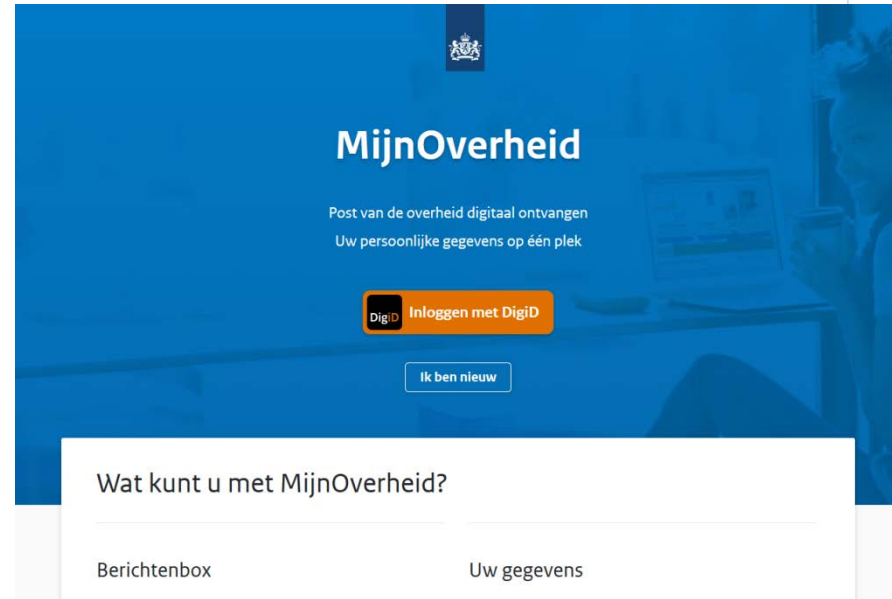 MijnOverheid
Post van de overheid digitaal ontvangen
Uw persoonlijke gegevens op één plek
DigiD Inloggen met DigiD
Ik ben nieuw
Wat kunt u met MijnOverheid?
Berichtenbox
Uw gegevens